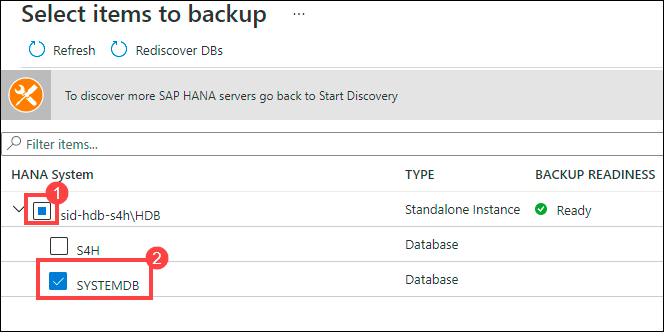 Select items to backup ...
Refresh Rediscover DBs
To discover more SAP HANA servers go back to Start Discovery
Filter items...
HANA System TYPE BACKUP READINESS
1
sid-hdb-s4h\HDB Standalone Instance Ready
S4H Database
2
SYSTEMDB Database